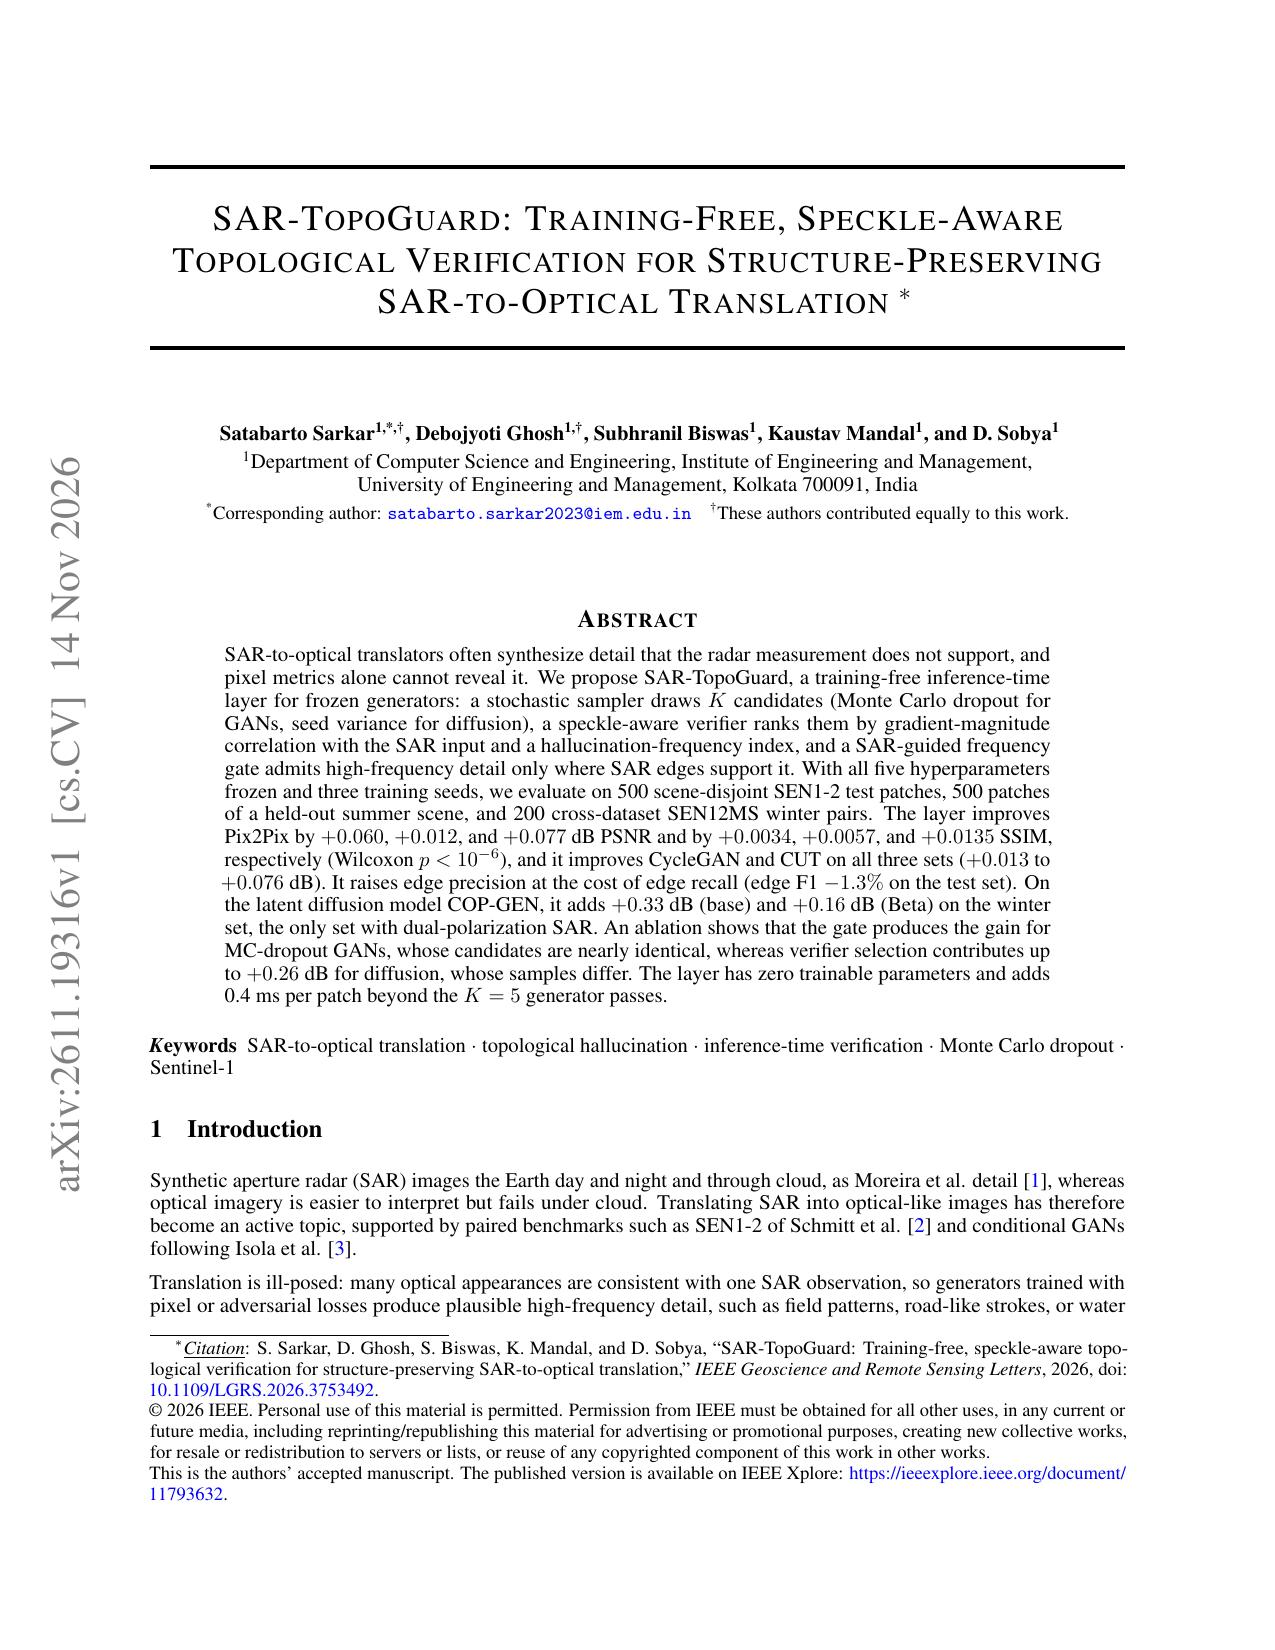 SAR-TOPOGUARD: TRAINING-FREE, SPECKLE-AWARE
TOPOLOGICAL VERIFICATION FOR STRUCTURE-PRESERVING
SAR-TO-OPTICAL TRANSLATION *
Satabarto Sarkar1,*,†, Debojyoti Ghosh1,†, Subhranil Biswas1, Kaustav Mandal1, and D. Sobya1
1Department of Computer Science and Engineering, Institute of Engineering and Management,
University of Engineering and Management, Kolkata 700091, India
*Corresponding author: satabarto.sarkar2023@iem.edu.in †These authors contributed equally to this work.
arXiv:2611.19316v1 [cs.CV] 14 Nov 2026
ABSTRACT
SAR-to-optical translators often synthesize detail that the radar measurement does not support, and
pixel metrics alone cannot reveal it. We propose SAR-TopoGuard, a training-free inference-time
layer for frozen generators: a stochastic sampler draws K candidates (Monte Carlo dropout for
GANs, seed variance for diffusion), a speckle-aware verifier ranks them by gradient-magnitude
correlation with the SAR input and a hallucination-frequency index, and a SAR-guided frequency
gate admits high-frequency detail only where SAR edges support it. With all five hyperparameters
frozen and three training seeds, we evaluate on 500 scene-disjoint SEN1-2 test patches, 500 patches
of a held-out summer scene, and 200 cross-dataset SEN12MS winter pairs. The layer improves
Pix2Pix by +0.060, +0.012, and +0.077 dB PSNR and by +0.0034, +0.0057, and +0.0135 SSIM,
respectively (Wilcoxon p < 10−6), and it improves CycleGAN and CUT on all three sets (+0.013 to
+0.076 dB). It raises edge precision at the cost of edge recall (edge F1 −1.3% on the test set). On
the latent diffusion model COP-GEN, it adds +0.33 dB (base) and +0.16 dB (Beta) on the winter
set, the only set with dual-polarization SAR. An ablation shows that the gate produces the gain for
MC-dropout GANs, whose candidates are nearly identical, whereas verifier selection contributes up
to +0.26 dB for diffusion, whose samples differ. The layer has zero trainable parameters and adds
0.4 ms per patch beyond the K = 5 generator passes.
Keywords SAR-to-optical translation · topological hallucination · inference-time verification · Monte Carlo dropout ·
Sentinel-1
1 Introduction
Synthetic aperture radar (SAR) images the Earth day and night and through cloud, as Moreira et al. detail [1], whereas
optical imagery is easier to interpret but fails under cloud. Translating SAR into optical-like images has therefore
become an active topic, supported by paired benchmarks such as SEN1-2 of Schmitt et al. [2] and conditional GANs
following Isola et al. [3].
Translation is ill-posed: many optical appearances are consistent with one SAR observation, so generators trained with
pixel or adversarial losses produce plausible high-frequency detail, such as field patterns, road-like strokes, or water
*Citation: S. Sarkar, D. Ghosh, S. Biswas, K. Mandal, and D. Sobya, “SAR-TopoGuard: Training-free, speckle-aware topo-
logical verification for structure-preserving SAR-to-optical translation,” IEEE Geoscience and Remote Sensing Letters, 2026, doi:
10.1109/LGRS.2026.3753492.
© 2026 IEEE. Personal use of this material is permitted. Permission from IEEE must be obtained for all other uses, in any current or
future media, including reprinting/republishing this material for advertising or promotional purposes, creating new collective works,
for resale or redistribution to servers or lists, or reuse of any copyrighted component of this work in other works.
This is the authors’ accepted manuscript. The published version is available on IEEE Xplore: https://ieeexplore.ieee.org/document/
11793632.